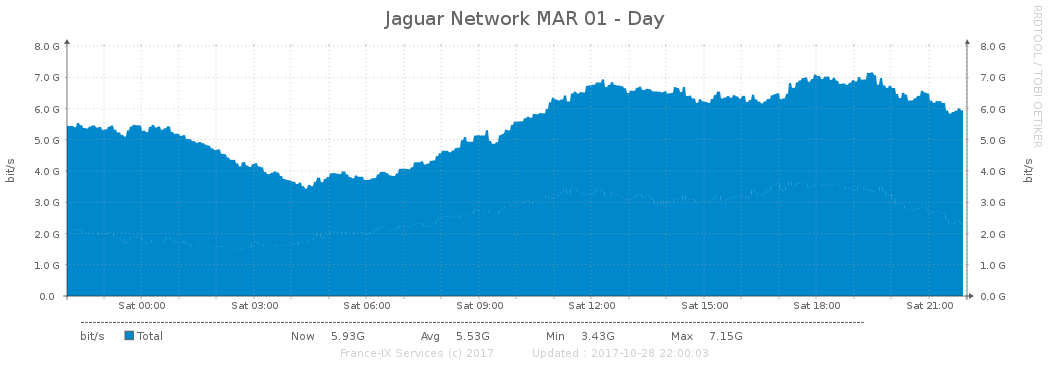 Jaguar Network MAR 01 - Day
RRDTOOL / TOBI OETIKER
8.0 G 8.0 G
7.0 G 7.0 G
6.0 G 6.0 G
5.0 G 5.0 G
4.0 G 4.0 G
3.0 G 3.0 G
2.0 G 2.0 G
1.0 G 1.0 G
0.0 0.0 G
bit/s bit/s
Sat 00:00 Sat 03:00 Sat 06:00 Sat 09:00 Sat 12:00 Sat 15:00 Sat 18:00 Sat 21:00
bit/s Total Now 5.93G Avg 5.53G Min 3.43G Max 7.15G
France-IX Services (c) 2017 Updated : 2017-10-28 22:00:03